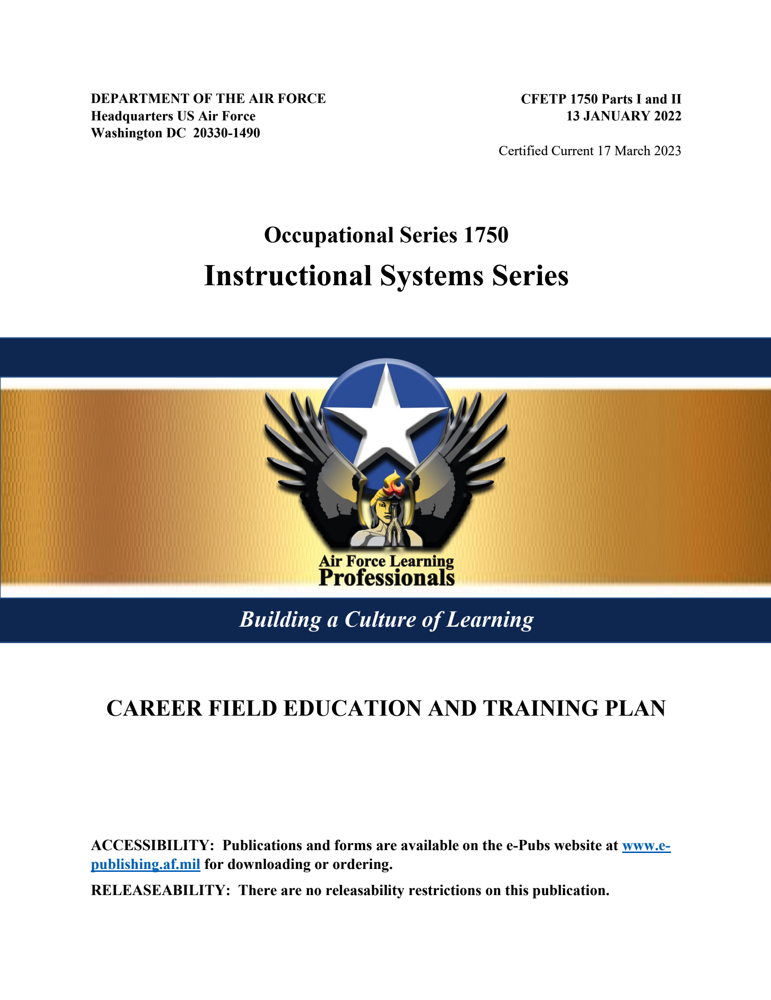 DEPARTMENT OF THE AIR FORCE
Headquarters US Air Force
Washington DC  20330-1490
CFETP 1750 Parts I and II
13 JANUARY 2022
Certified Current 17 March 2023
Occupational Series 1750
Instructional Systems Series
Air Force Learning
Professionals
Building a Culture of Learning
CAREER FIELD EDUCATION AND TRAINING PLAN
ACCESSIBILITY:  Publications and forms are available on the e-Pubs website at www.e-
publishing.af.mil for downloading or ordering.
RELEASEABILITY:  There are no releasability restrictions on this publication.